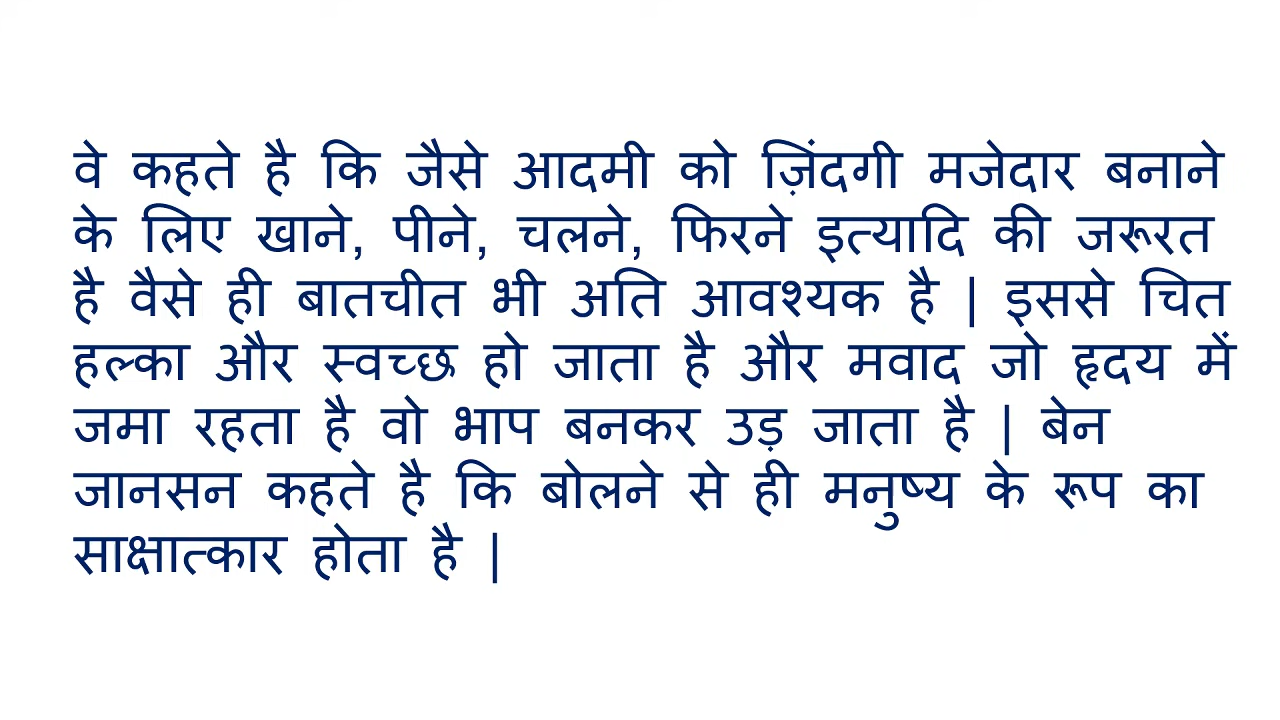 वे कहते है कि जैसे आदमी को ज़िंदगी मजेदार बनाने
के लिए खाने, पीने, चलने, फिरने इत्यादि की जरूरत
है वैसे ही बातचीत भी अति आवश्यक है | इससे चित
हल्का और स्वच्छ हो जाता है और मवाद जो हृदय में
जमा रहता है वो भाप बनकर उड़ जाता है | बेन
जानसन कहते है कि बोलने से ही मनुष्य के रूप का
साक्षात्कार होता है |